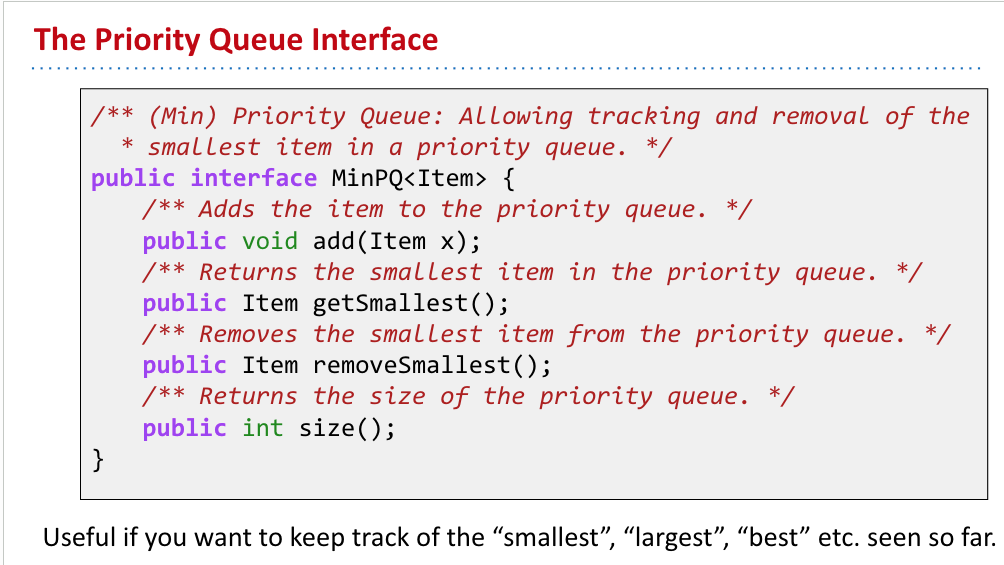 The Priority Queue Interface
/** (Min) Priority Queue: Allowing tracking and removal of the
* smallest item in a priority queue. */
public interface MinPQ<Item> {
/** Adds the item to the priority queue. */
public void add(Item x);
/** Returns the smallest item in the priority queue. */
public Item getSmallest();
/** Removes the smallest item from the priority queue. */
public Item removeSmallest();
/** Returns the size of the priority queue. */
public int size();
}
Useful if you want to keep track of the “smallest”, “largest”, “best” etc. seen so far.